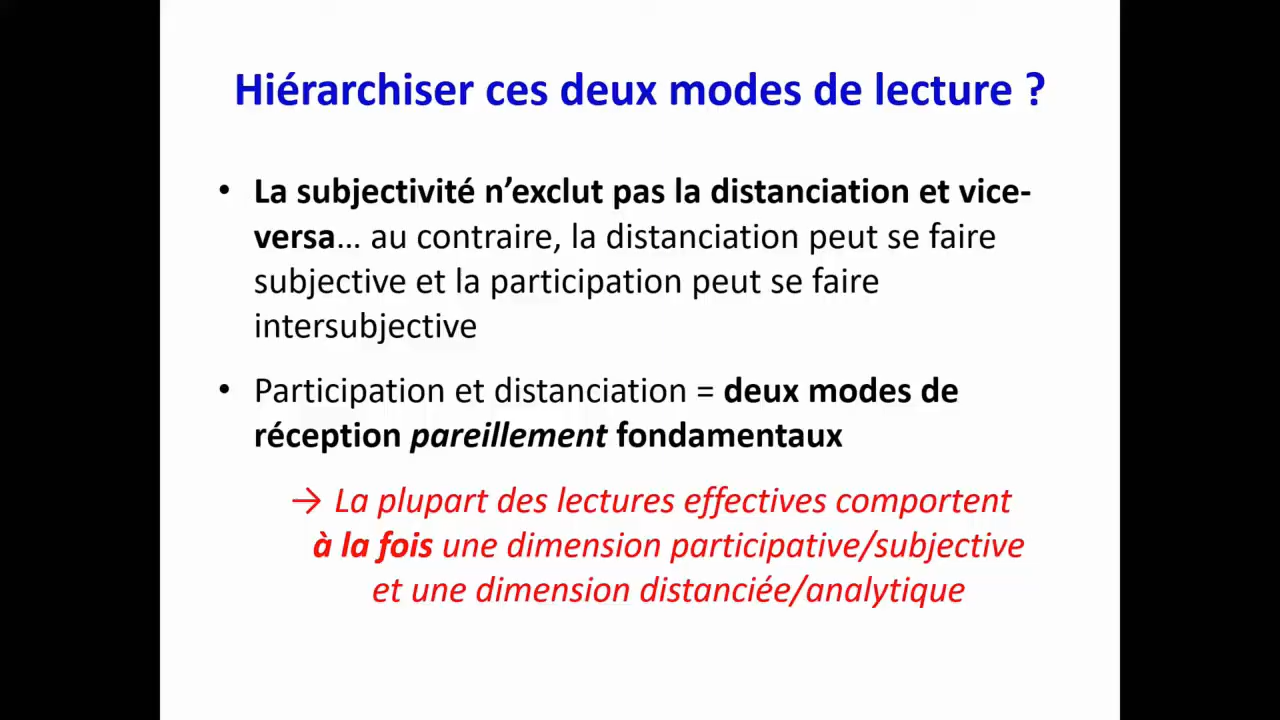 Hiérarchiser ces deux modes de lecture ?
• La subjectivité n’exclut pas la distanciation et vice-
versa… au contraire, la distanciation peut se faire
subjective et la participation peut se faire
intersubjective
• Participation et distanciation = deux modes de
réception pareillement fondamentaux
→ La plupart des lectures effectives comportent
à la fois une dimension participative/subjective
et une dimension distanciée/analytique